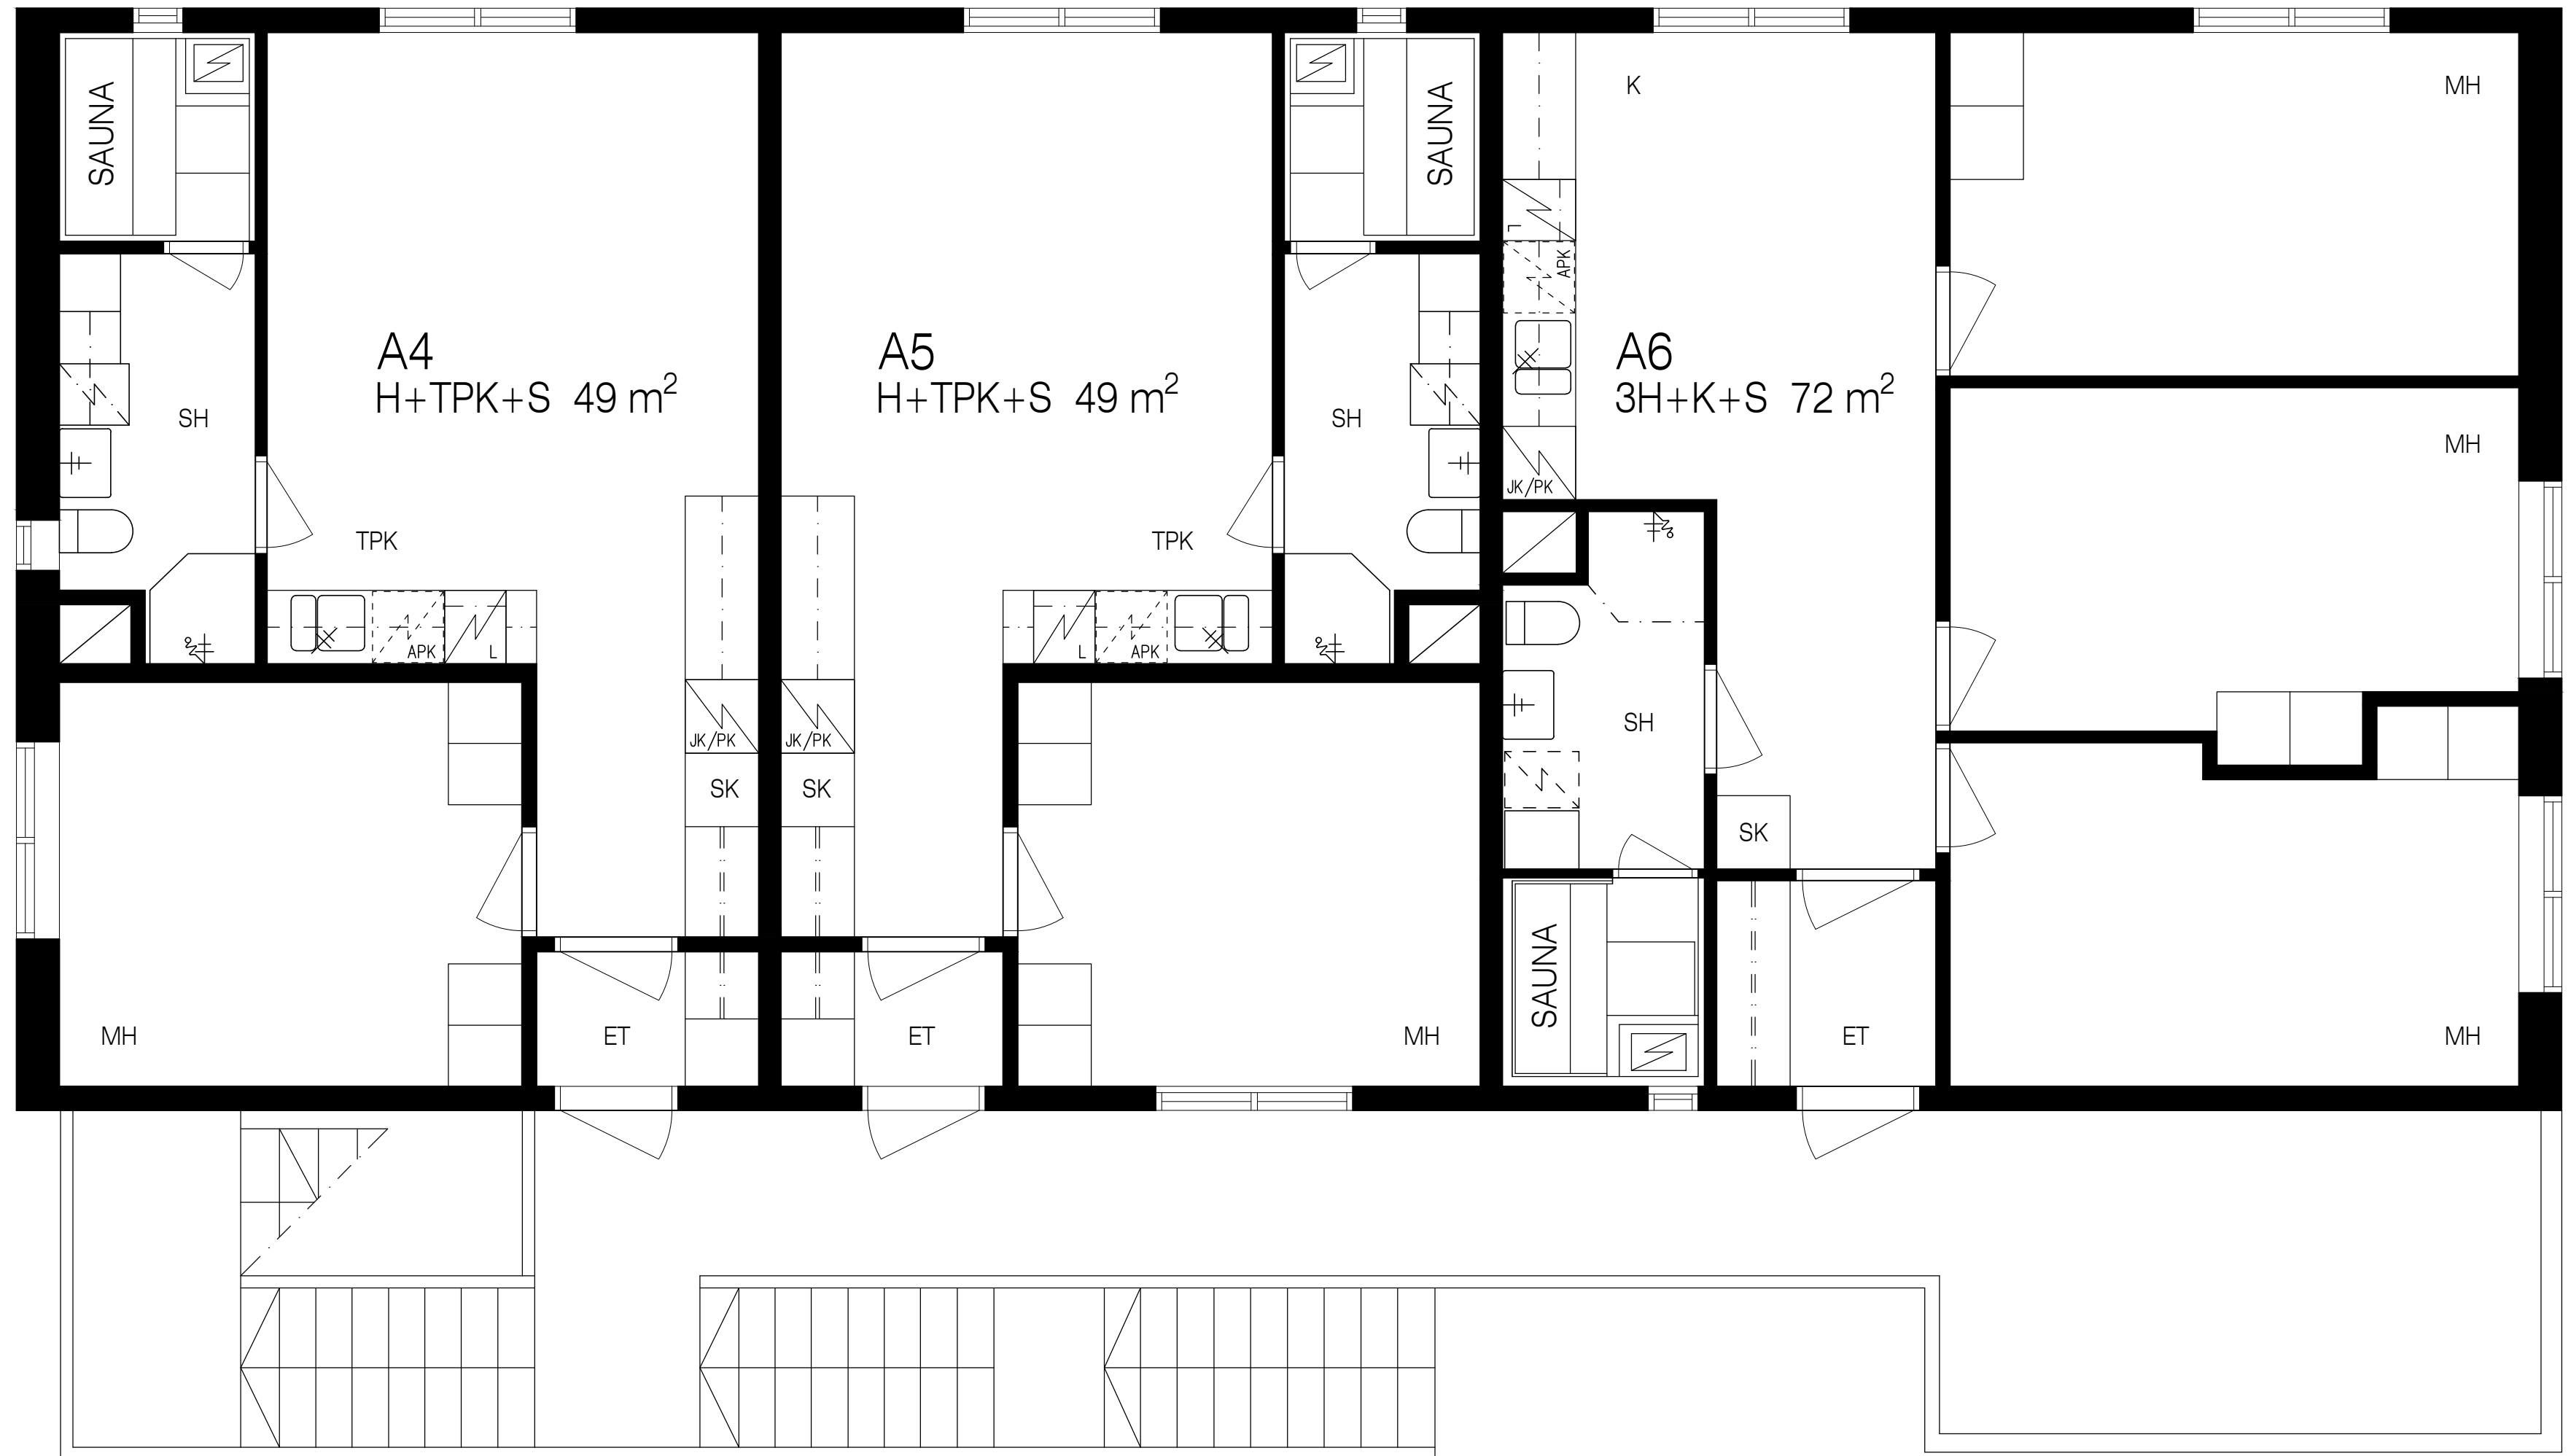 SAUNA
SH
A4
H+TPK+S 49 m²
TPK
APK
L
JK/PK
SK
MH
ET
SAUNA
SH
A5
H+TPK+S 49 m²
TPK
L
APK
JK/PK
SK
ET
MH
K
L
APK
A6
3H+K+S 72 m²
JK/PK
SH
SK
SAUNA
ET
MH
MH
MH